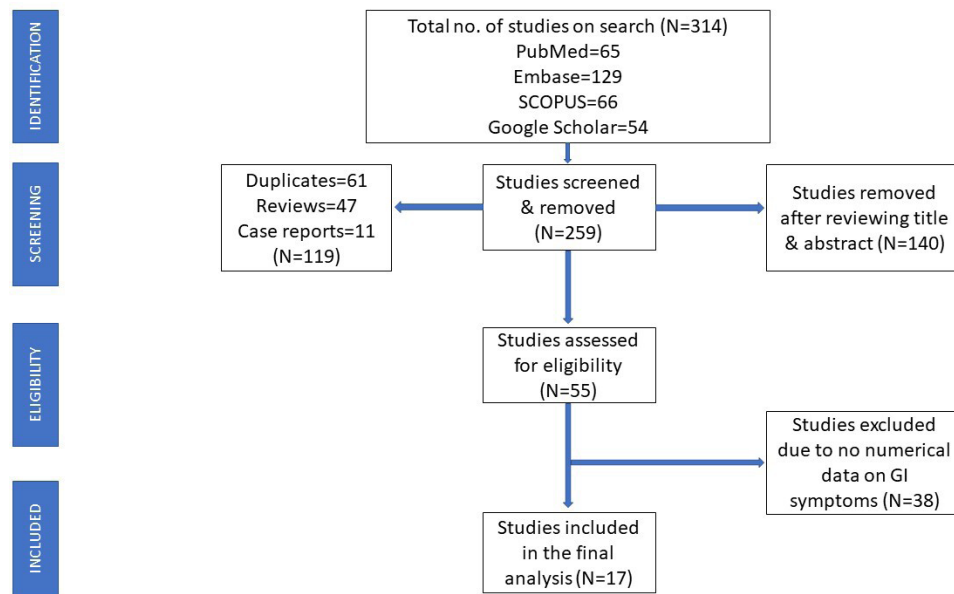 IDENTIFICATION
Total no. of studies on search (N=314)
PubMed=65
Embase=129
SCOPUS=66
Google Scholar=54
SCREENING
Duplicates=61
Reviews=47
Case reports=11
(N=119)
Studies screened
& removed
(N=259)
Studies removed
after reviewing title
& abstract (N=140)
ELIGIBILITY
Studies assessed
for eligibility
(N=55)
Studies excluded
due to no numerical
data on GI
symptoms (N=38)
INCLUDED
Studies included
in the final
analysis (N=17)